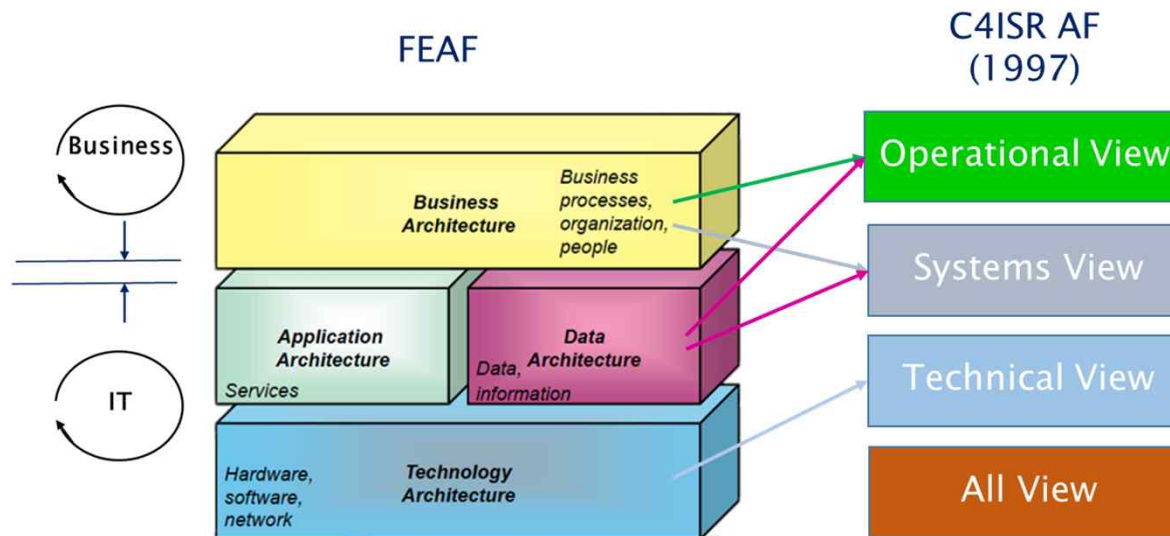 FEAF
C4ISR AF
(1997)
Business
IT
Business
Architecture
Business
processes,
organization,
people
Application
Architecture
Services
Data
Architecture
Data,
information
Hardware,
software,
network
Technology
Architecture
Operational View
Systems View
Technical View
All View